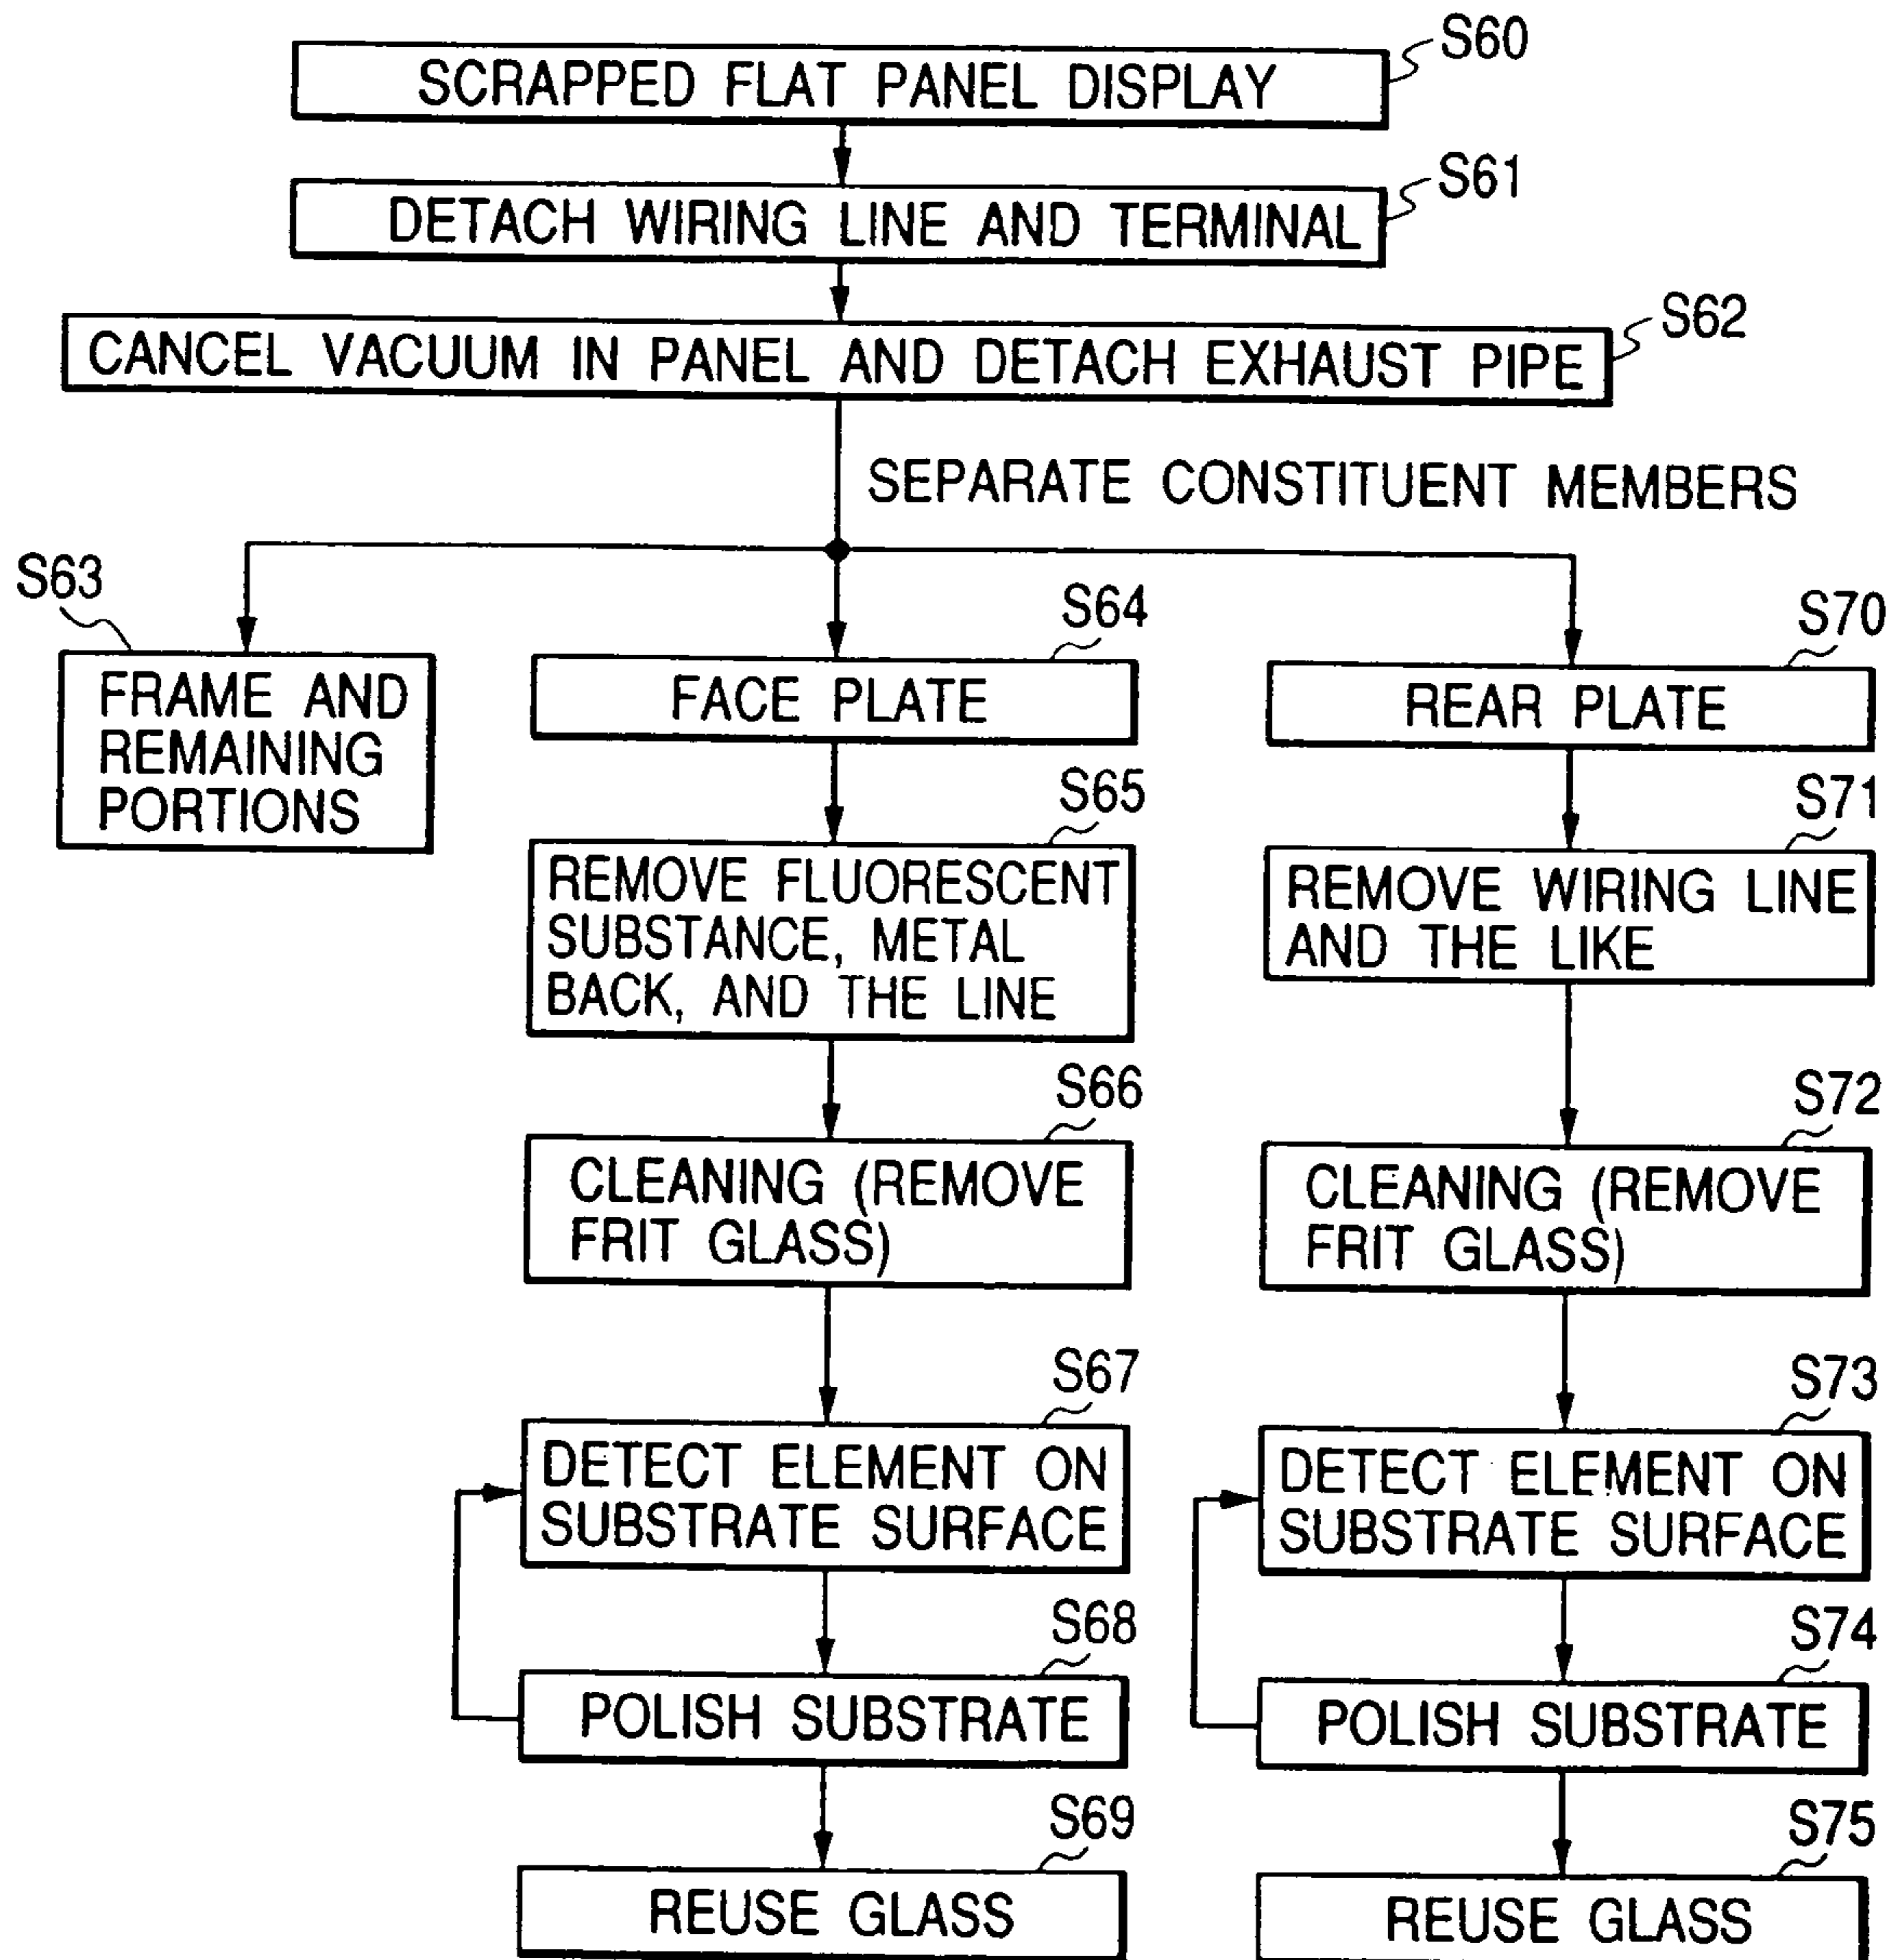 S60
SCRAPPED FLAT PANEL DISPLAY
S61
DETACH WIRING LINE AND TERMINAL
S62
CANCEL VACUUM IN PANEL AND DETACH EXHAUST PIPE
SEPARATE CONSTITUENT MEMBERS
S63
FRAME AND
REMAINING
PORTIONS
S64
FACE PLATE
S65
REMOVE FLUORESCENT
SUBSTANCE, METAL
BACK, AND THE LINE
S66
CLEANING (REMOVE
FRIT GLASS)
S67
DETECT ELEMENT ON
SUBSTRATE SURFACE
S68
POLISH SUBSTRATE
S69
REUSE GLASS
S70
REAR PLATE
S71
REMOVE WIRING LINE
AND THE LIKE
S72
CLEANING (REMOVE
FRIT GLASS)
S73
DETECT ELEMENT ON
SUBSTRATE SURFACE
S74
POLISH SUBSTRATE
S75
REUSE GLASS